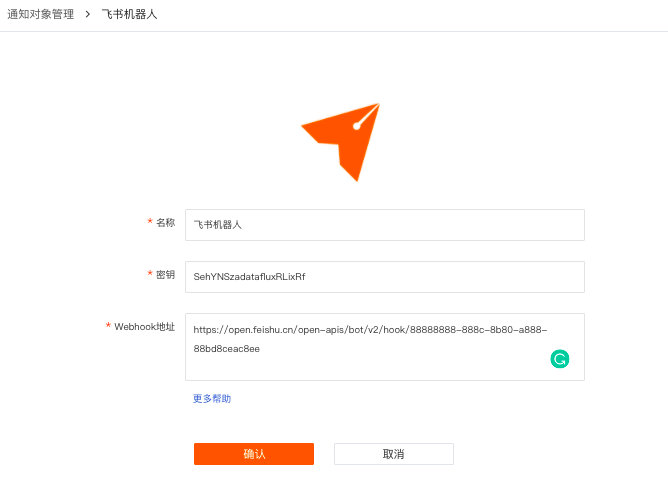 通知对象管理 > 飞书机器人
* 名称
飞书机器人
* 密钥
SehYNSzadatafluxRLixRf
* Webhook地址
https://open.feishu.cn/open-apis/bot/v2/hook/88888888-888c-8b80-a888-
88bd8ceac8ee
更多帮助
确认
取消